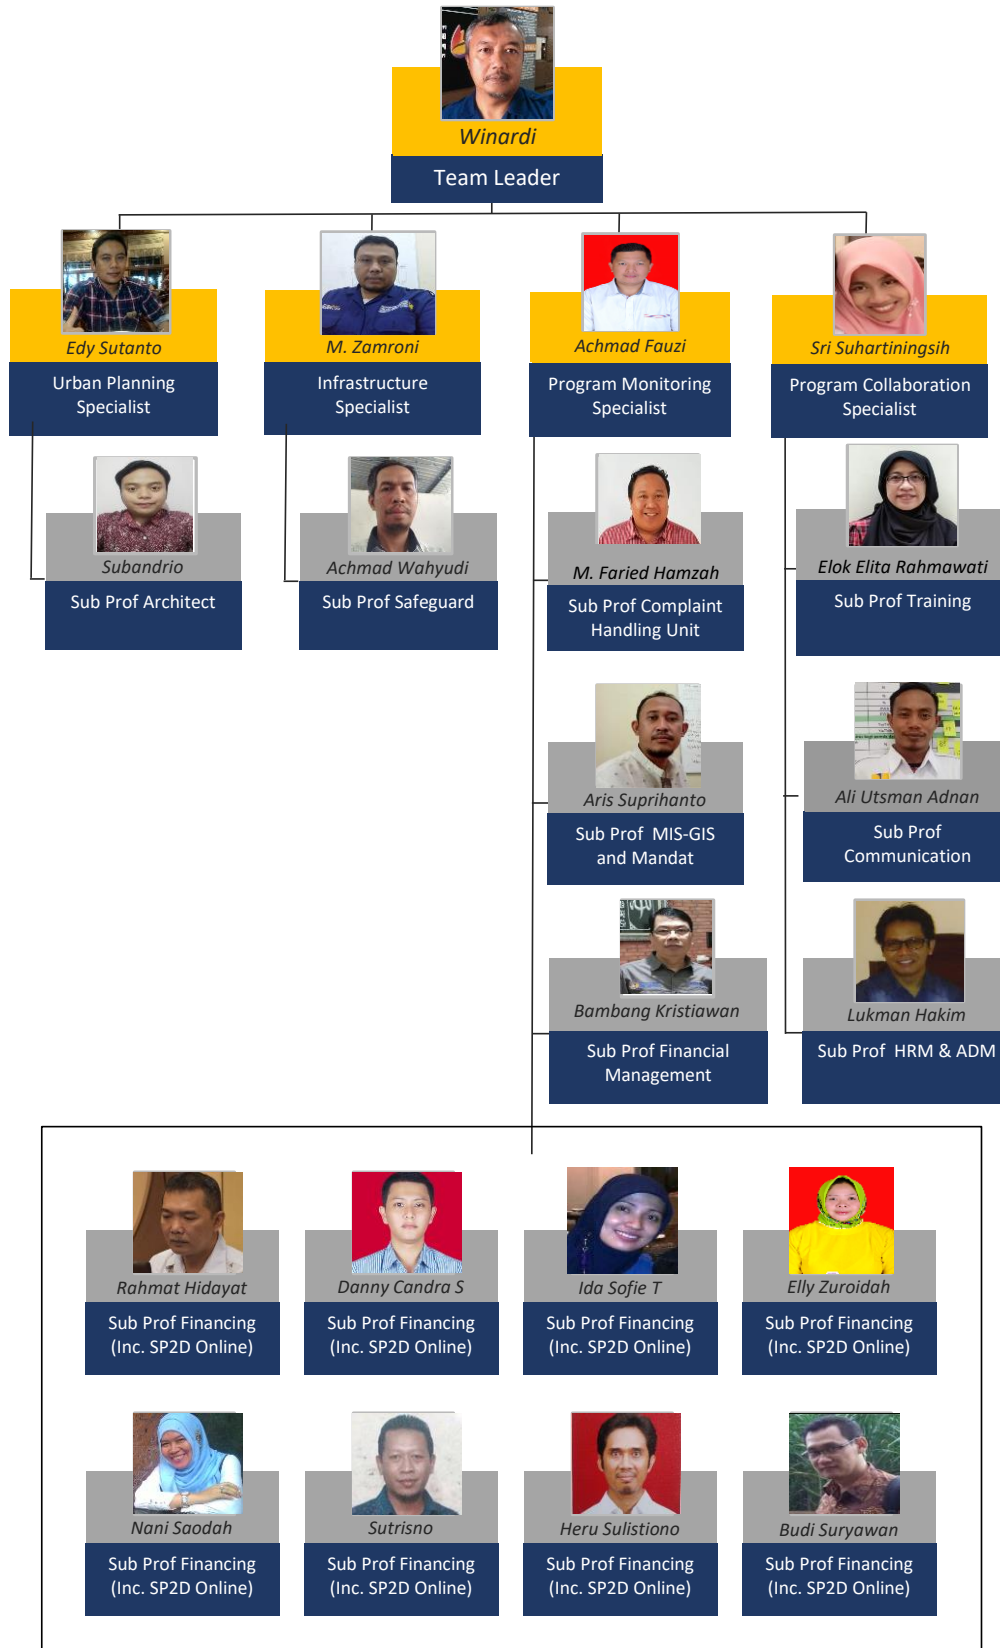 Winardi
Team Leader
Edy Sutanto
Urban Planning
Specialist
M. Zamroni
Infrastructure
Specialist
Achmad Fauzi
Program Monitoring
Specialist
Sri Suhartiningsih
Program Collaboration
Specialist
Subandrio
Sub Prof Architect
Achmad Wahyudi
Sub Prof Safeguard
M. Faried Hamzah
Sub Prof Complaint
Handling Unit
Elok Elita Rahmawati
Sub Prof Training
Aris Suprihanto
Sub Prof  MIS-GIS
and Mandat
Ali Utsman Adnan
Sub Prof
Communication
Bambang Kristiawan
Sub Prof Financial
Management
Lukman Hakim
Sub Prof  HRM & ADM
Rahmat Hidayat
Sub Prof Financing
(Inc. SP2D Online)
Danny Candra S
Sub Prof Financing
(Inc. SP2D Online)
Ida Sofie T
Sub Prof Financing
(Inc. SP2D Online)
Elly Zuroidah
Sub Prof Financing
(Inc. SP2D Online)
Nani Saodah
Sub Prof Financing
(Inc. SP2D Online)
Sutrisno
Sub Prof Financing
(Inc. SP2D Online)
Heru Sulistiono
Sub Prof Financing
(Inc. SP2D Online)
Budi Suryawan
Sub Prof Financing
(Inc. SP2D Online)